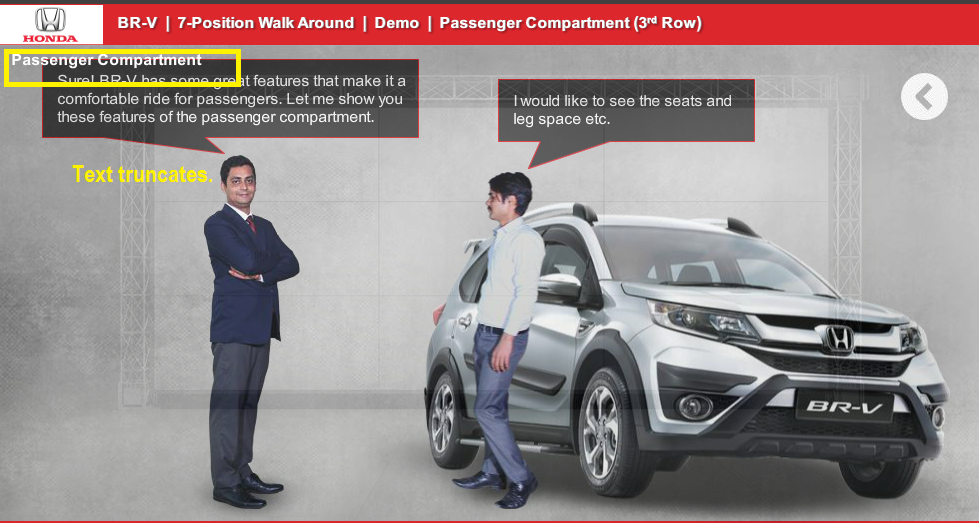 HONDA
BR-V | 7-Position Walk Around | Demo | Passenger Compartment (3rd Row)
Passenger Compartment
Sure! BR-V has some great features that make it a
comfortable ride for passengers. Let me show you
these features of the passenger compartment.
I would like to see the seats and
leg space etc.
Text truncates.
BR-V